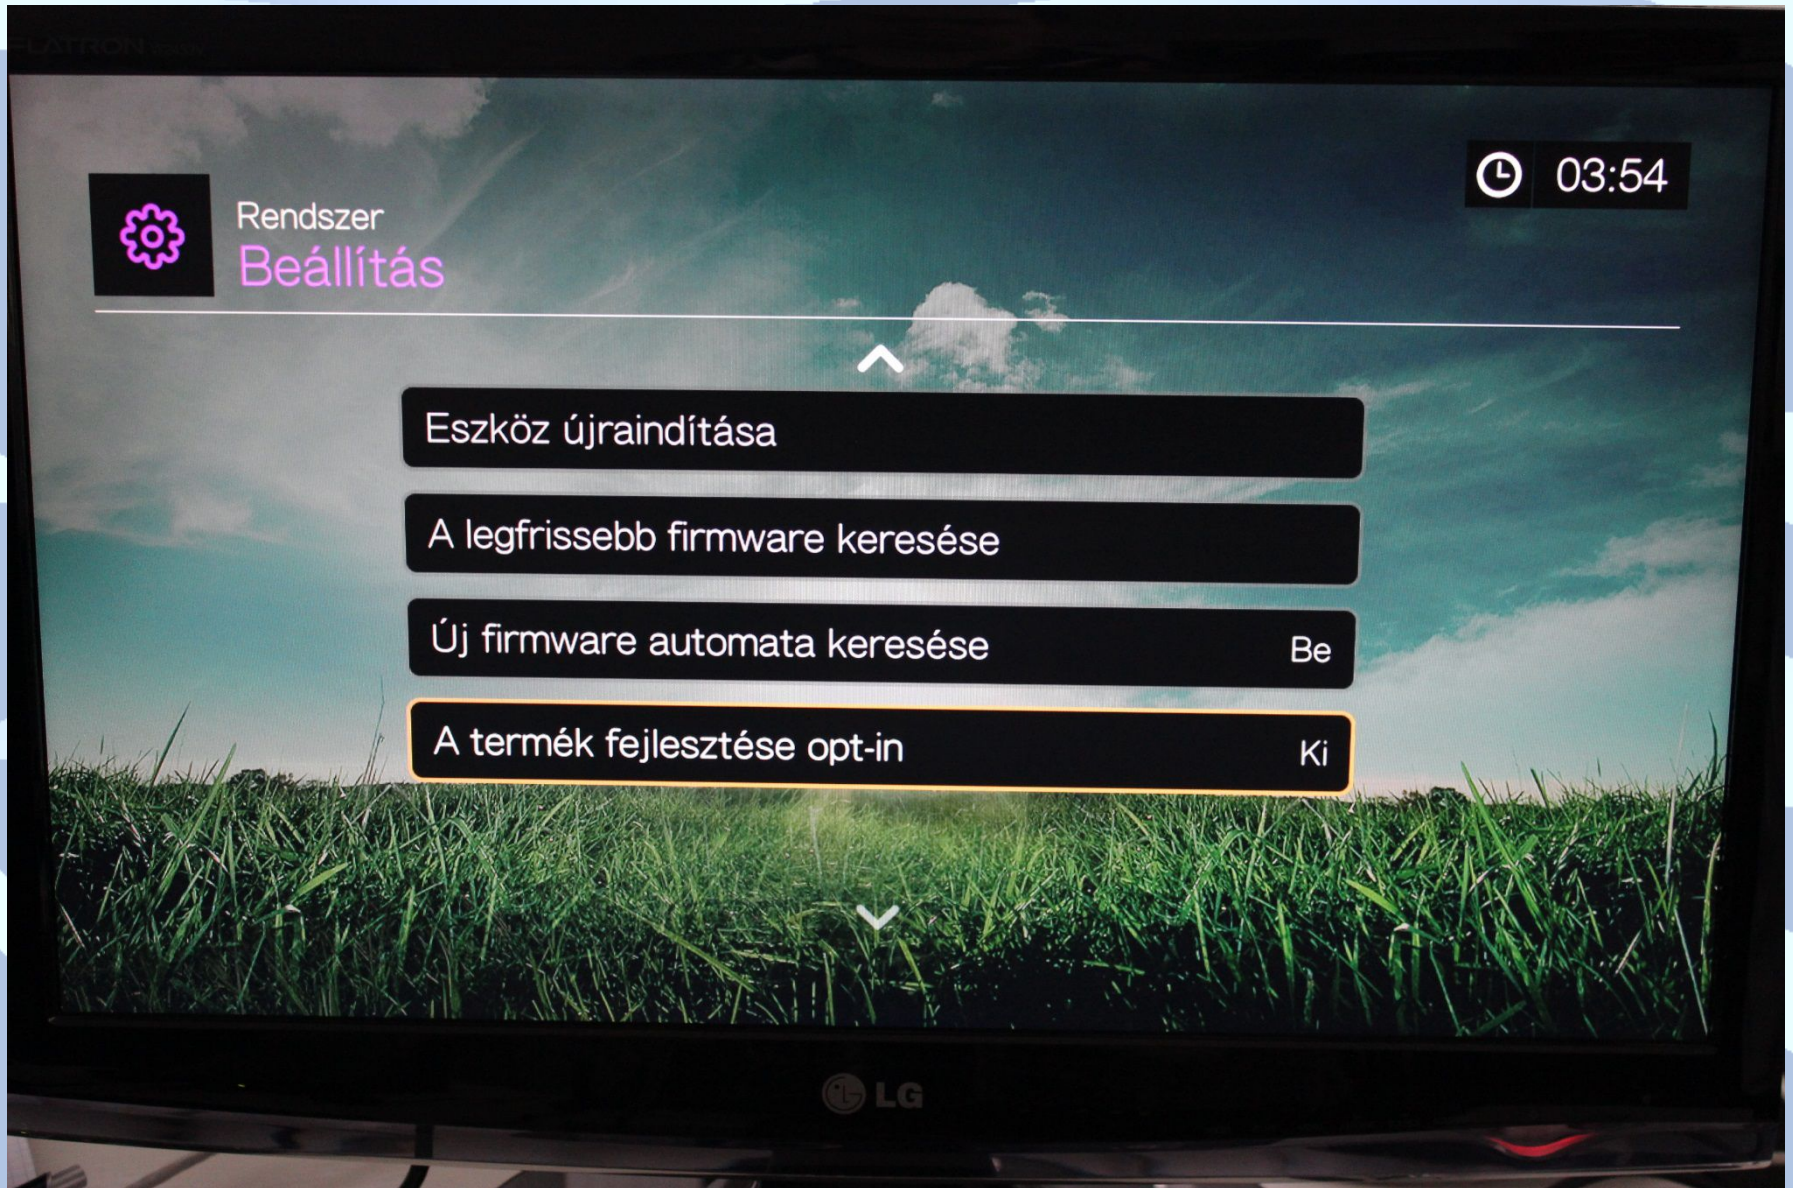 FLATRON
03:54
Rendszer
Beállítás
Eszköz újraindítása
A legfrissebb firmware keresése
Új firmware automata keresése Be
A termék fejlesztése opt-in Ki
LG